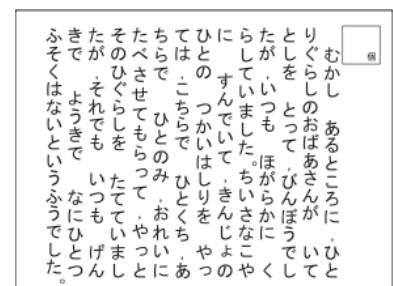 個
むかし　あるところに,ひと
りぐらしのおばあさんが　いて
としを　とって,びんぼうでし
たが,いつも　ほがらかに　く
らしていました。ちいさなこや
に　すんでいて,きんじょの
ひとの　つかいはしりを　やっ
ては,こちらで　ひとくち,あ
ちらで　ひとのみ,おれいに
たべさせてもらって,やっと
そのひぐらしを　たてていまし
たが,それでも　いつも　げん
きで　ようきで　なにひとつ
ふそくはないというふうでした。